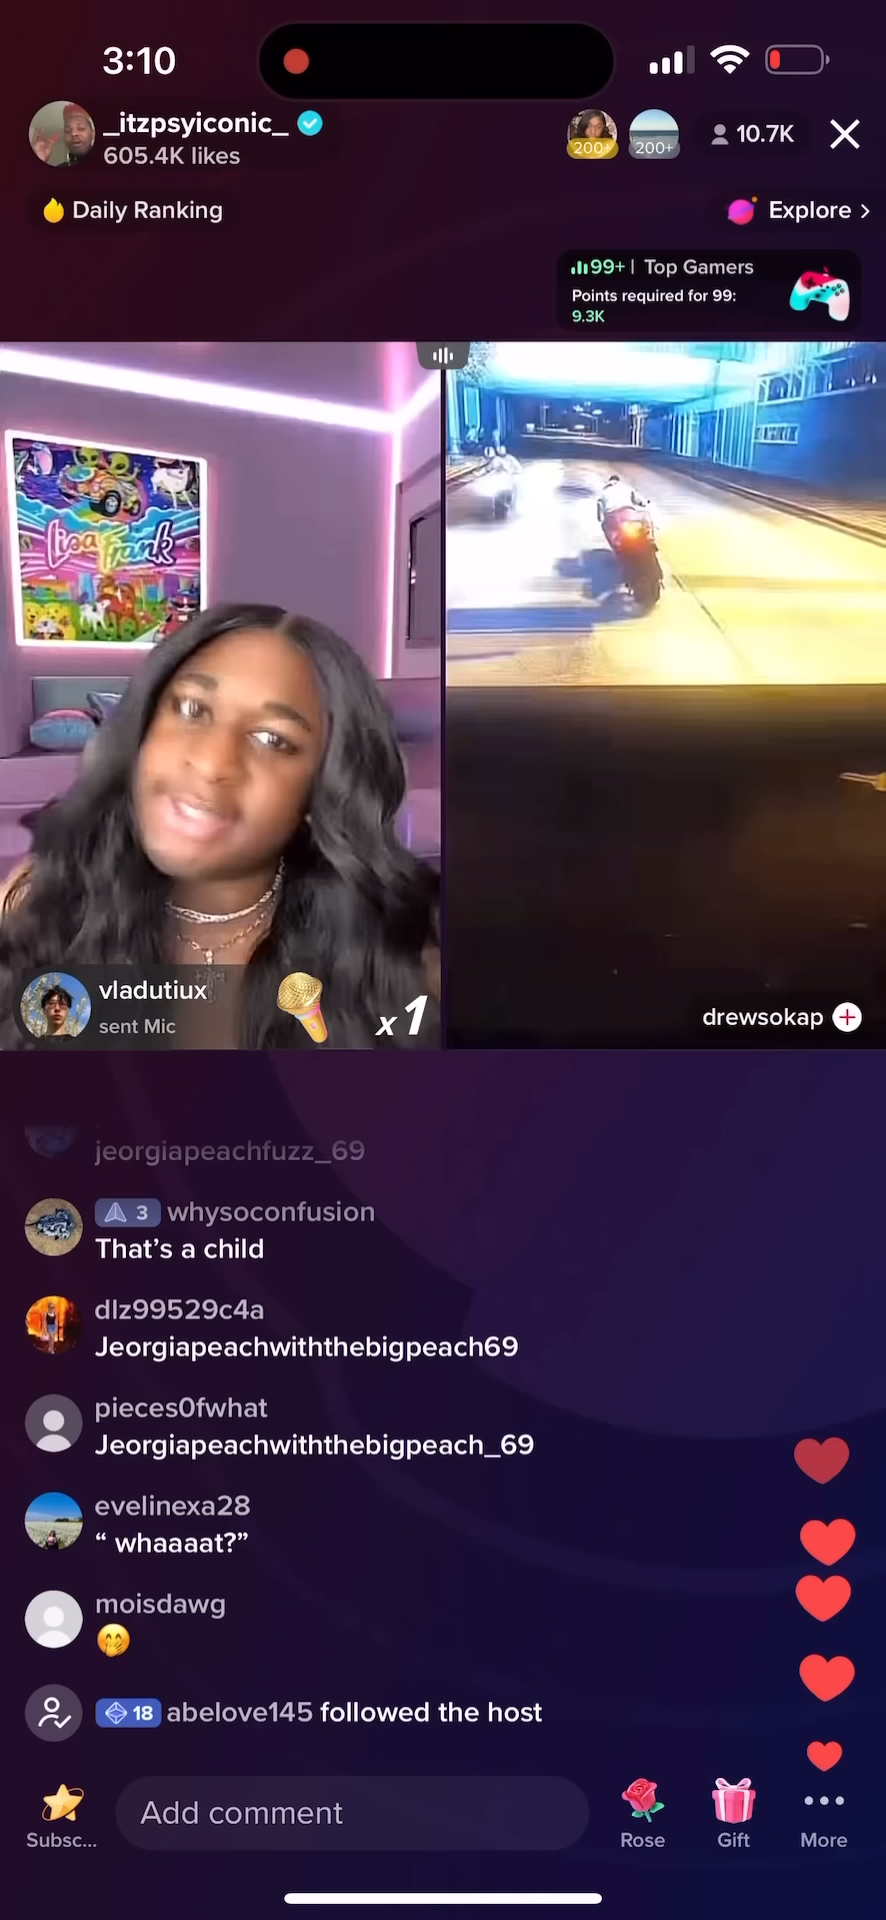 3:10
_itzpsyiconic_
605.4K likes
200+
200+
10.7K
Daily Ranking
Explore >
99+ | Top Gamers
Points required for 99:
9.3K
Lisa Frank
vladutiux
sent Mic
x1
drewsokap
jeorgiapeachfuzz_69
3 whysoconfusion
That's a child
dlz99529c4a
Jeorgiapeachwiththebigpeach69
pieces0fwhat
Jeorgiapeachwiththebigpeach_69
evelinexa28
“ whaaaat?”
moisdawg
🤭
18 abelove145 followed the host
Add comment
Subsc...
Rose
Gift
More